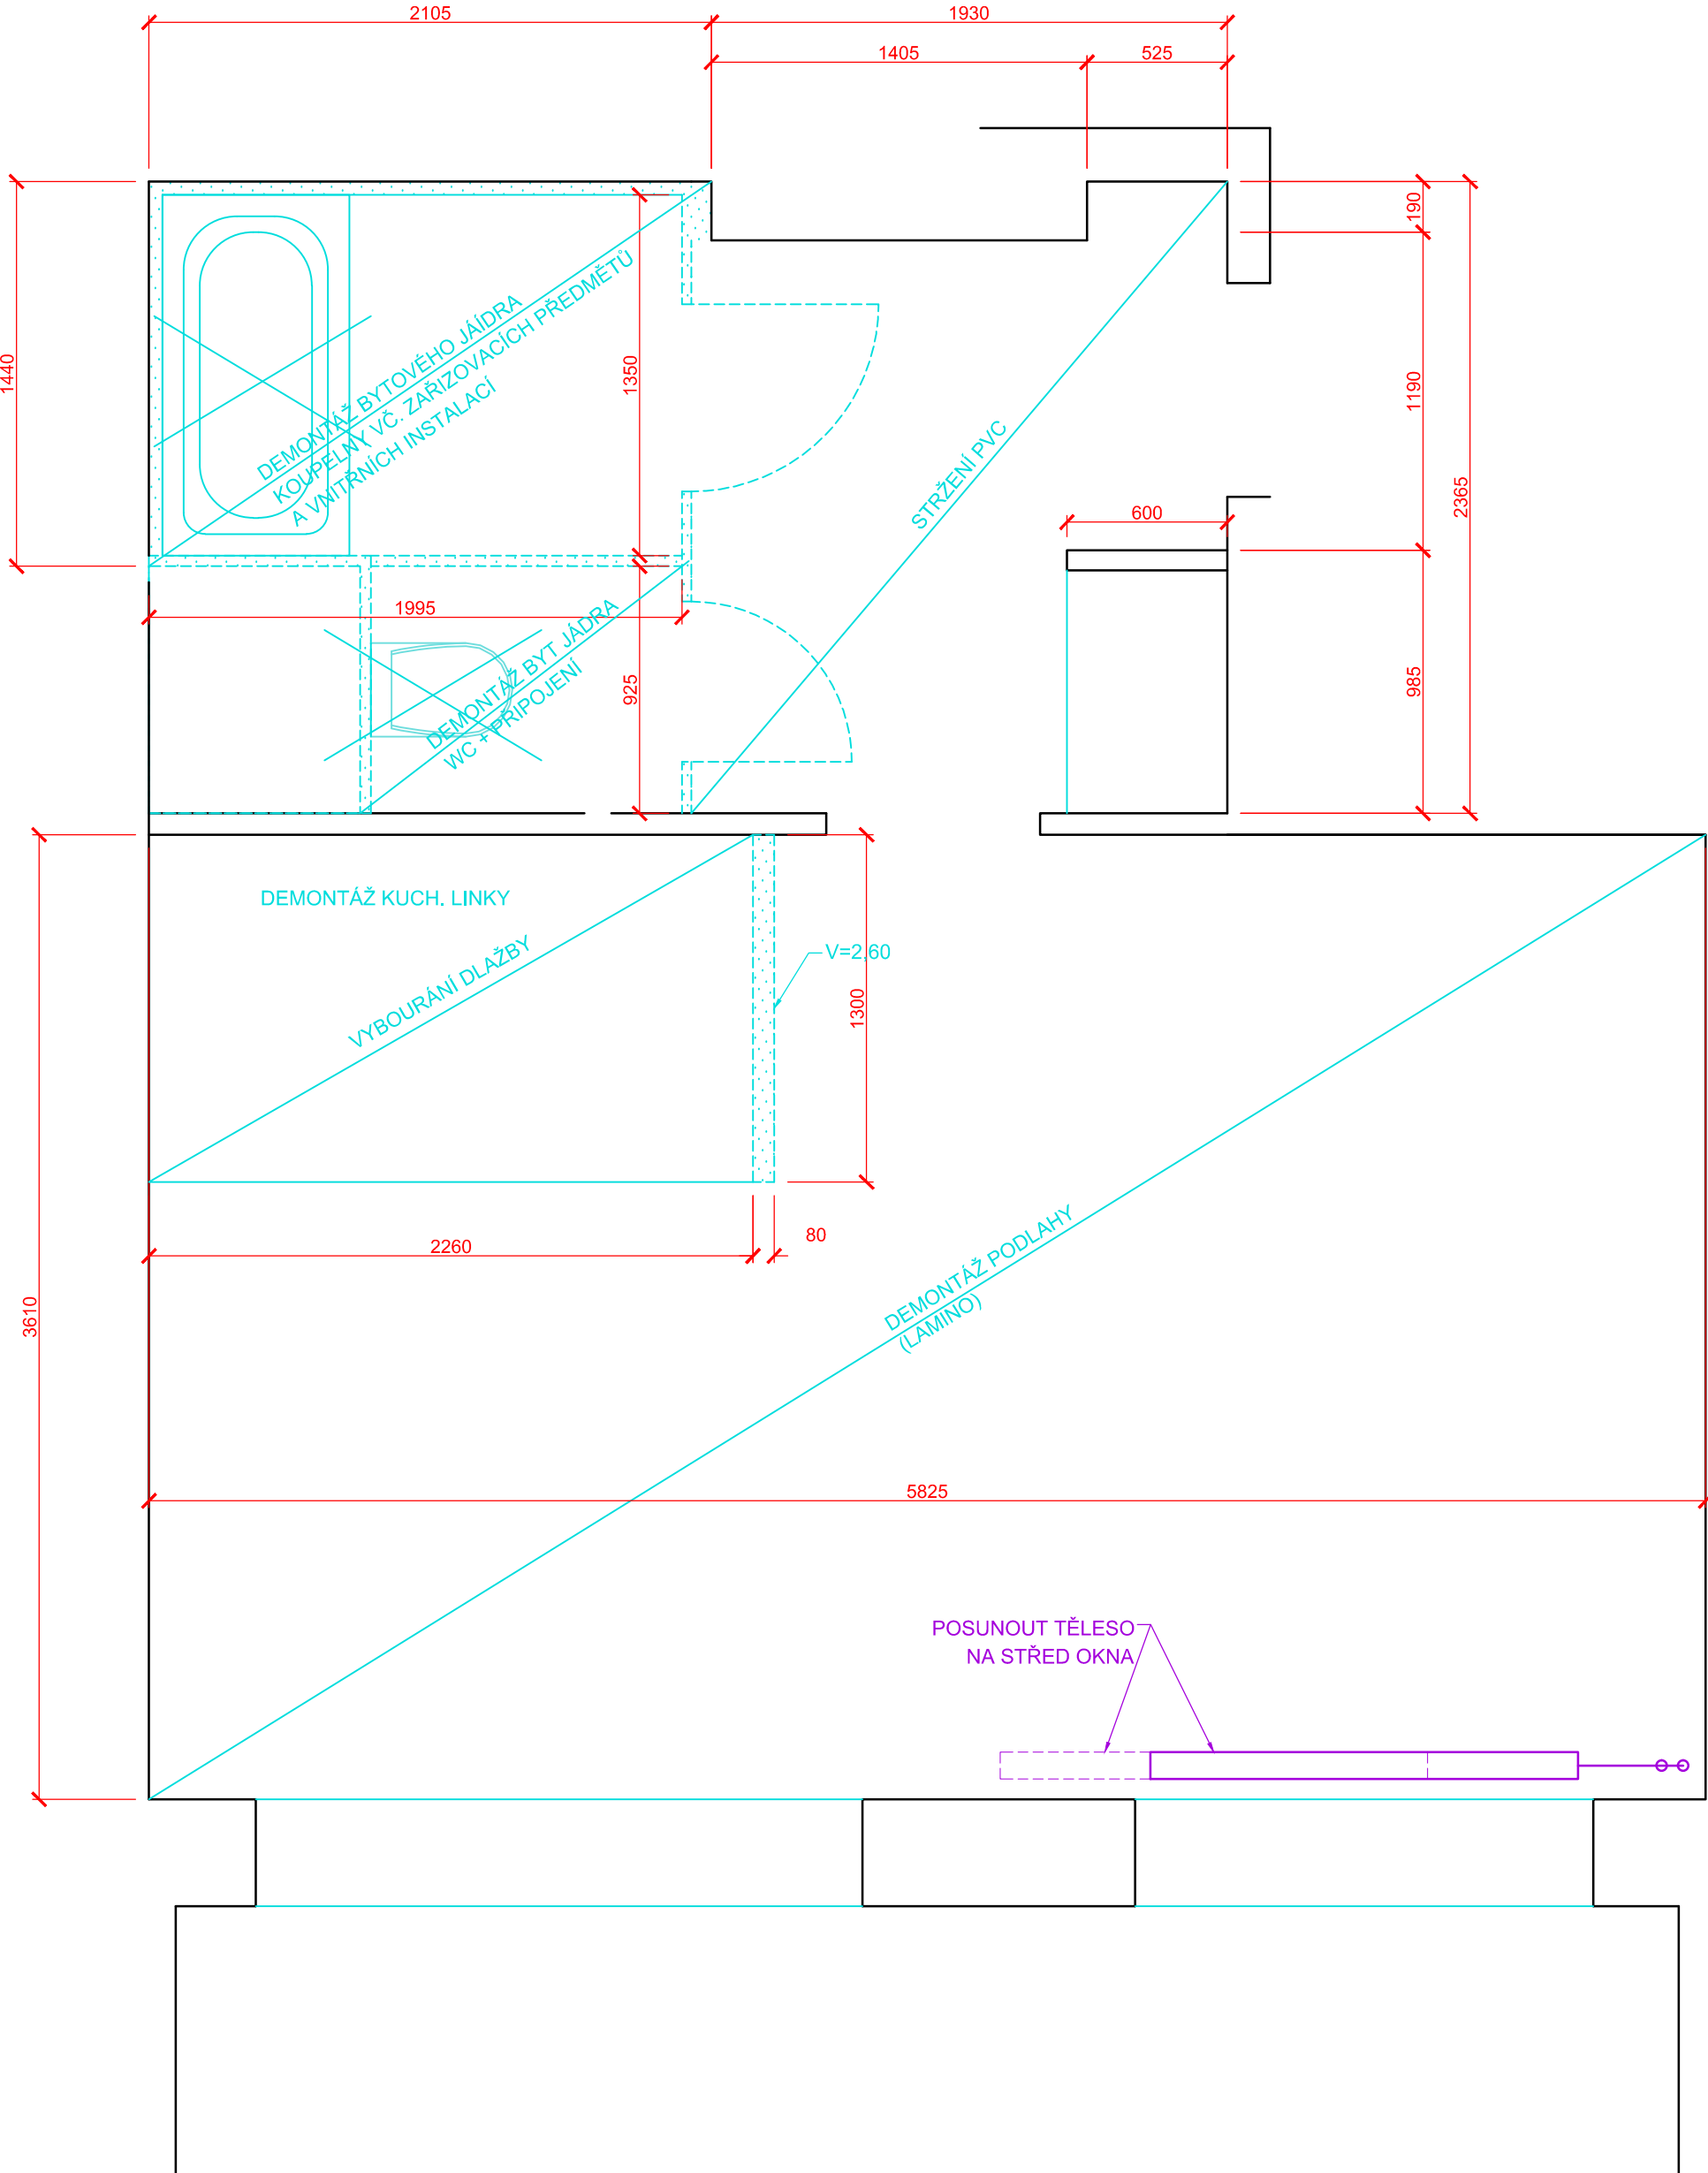 2105
1930
1405
525
190
1440
1350
1190
2365
DEMONTÁŽ BYTOVÉHO JÁÍDRA
KOUPELNY VČ. ZAŘIZOVACÍCH PŘEDMĚTŮ
A VNITŘNÍCH INSTALACÍ
STRŽENÍ PVC
600
1995
925
985
DEMONTÁŽ BYT JÁDRA
WC + PŘIPOJENÍ
DEMONTÁŽ KUCH. LINKY
VYBOURÁNÍ DLAŽBY
V=2,60
1300
2260
80
3610
DEMONTÁŽ PODLAHY
(LAMINO)
5825
POSUNOUT TĚLESO
NA STŘED OKNA